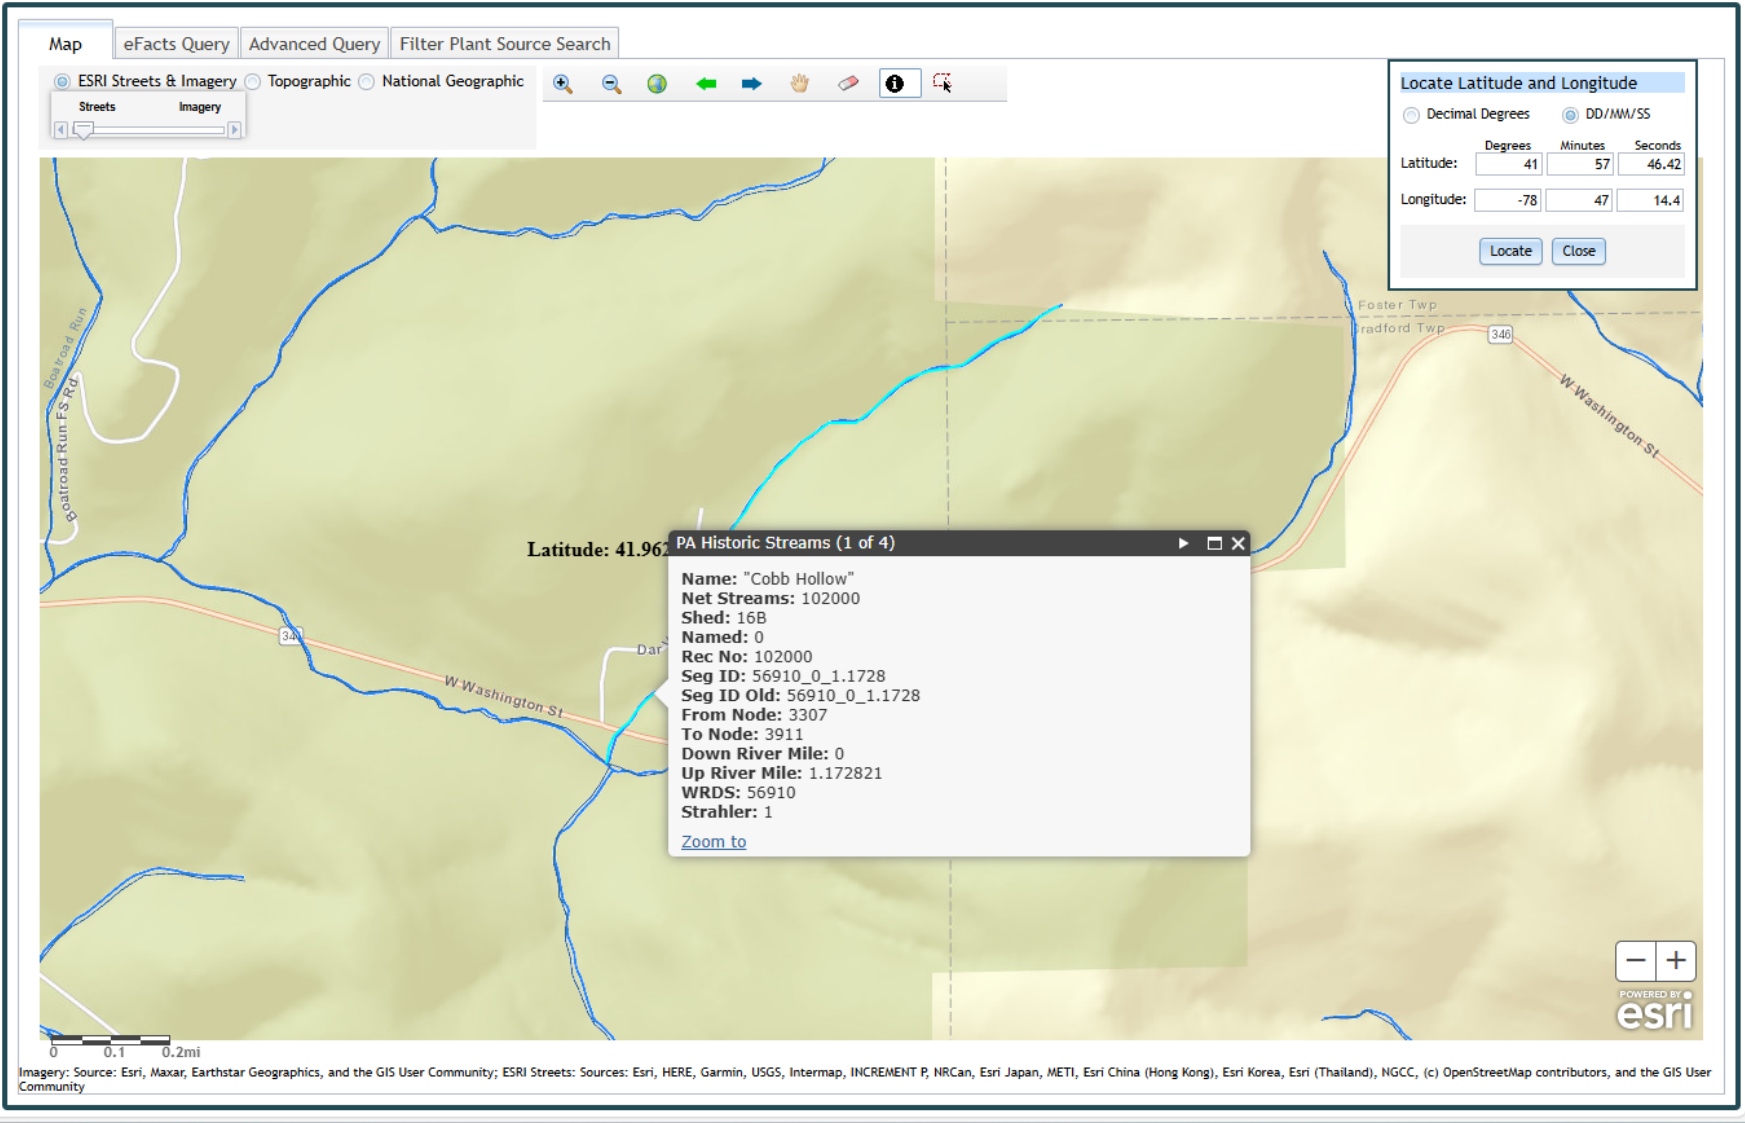 Map
eFacts Query
Advanced Query
Filter Plant Source Search
ESRI Streets & Imagery
Topographic
National Geographic
Streets
Imagery
Locate Latitude and Longitude
Decimal Degrees
DD/MM/SS
Degrees Minutes Seconds
Latitude: 41 57 46.42
Longitude: -78 47 14.4
Locate Close
Foster Twp
radford Twp
346
W Washington St
Boatroad Run
Boatroad Run FS Rd
Latitude: 41.962
PA Historic Streams (1 of 4)
Name: "Cobb Hollow"
Net Streams: 102000
Shed: 16B
Named: 0
Rec No: 102000
Seg ID: 56910_0_1.1728
Seg ID Old: 56910_0_1.1728
From Node: 3307
To Node: 3911
Down River Mile: 0
Up River Mile: 1.172821
WRDS: 56910
Strahler: 1
Zoom to
34
Dar
W Washington St
POWERED BY
esri
0 0.1 0.2mi
Imagery: Source: Esri, Maxar, Earthstar Geographics, and the GIS User Community; ESRI Streets: Sources: Esri, HERE, Garmin, USGS, Intermap, INCREMENT P, NRCan, Esri Japan, METI, Esri China (Hong Kong), Esri Korea, Esri (Thailand), NGCC, (c) OpenStreetMap contributors, and the GIS User
Community